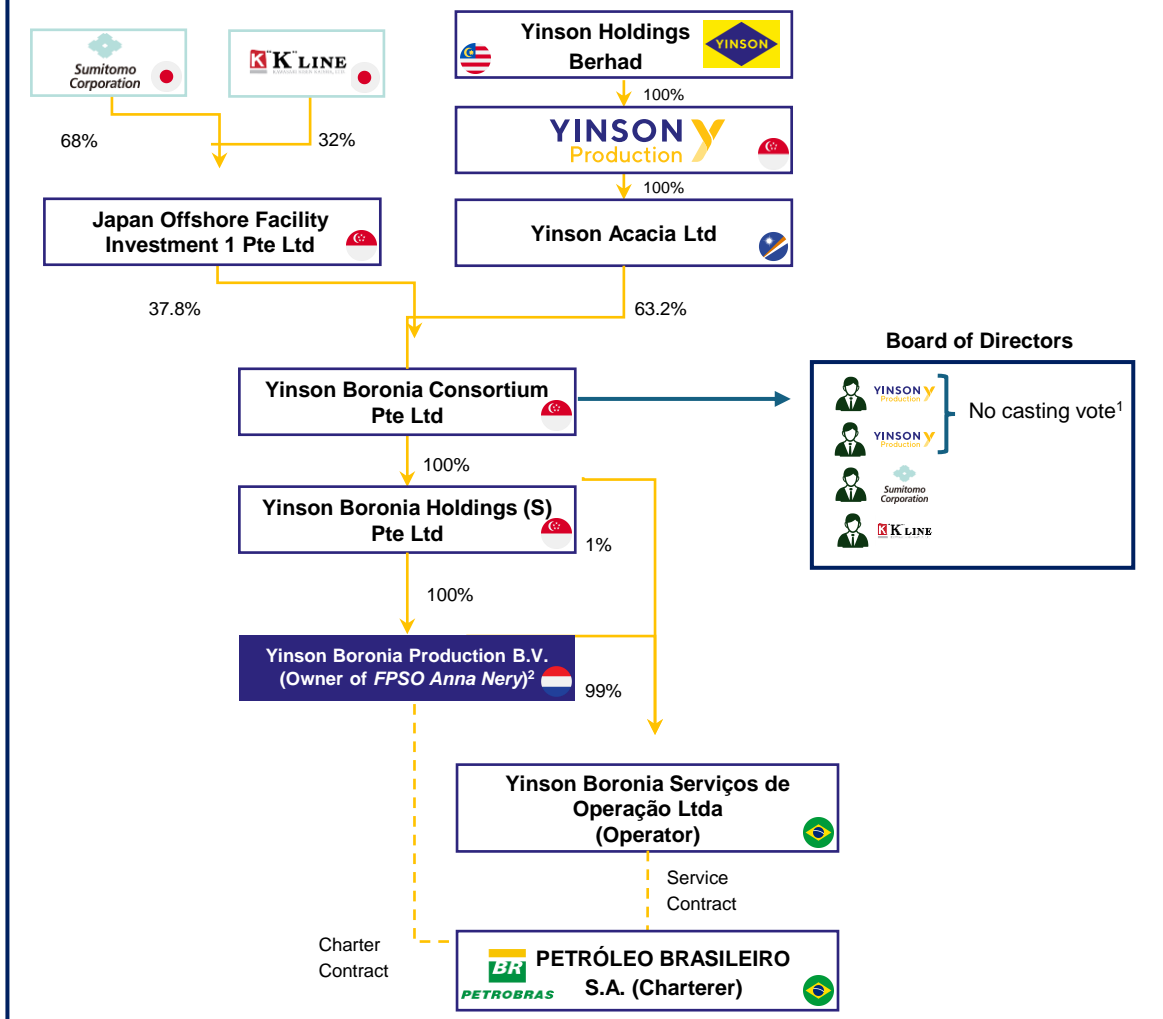 Sumitomo
Corporation
"K" LINE
68%
32%
Yinson Holdings
Berhad
YINSON
100%
YINSON
Production
100%
Japan Offshore Facility
Investment 1 Pte Ltd
Yinson Acacia Ltd
37.8%
63.2%
Yinson Boronia Consortium
Pte Ltd
100%
Yinson Boronia Holdings (S)
Pte Ltd
1%
100%
Yinson Boronia Production B.V.
(Owner of FPSO Anna Nery)2
99%
Yinson Boronia Serviços de
Operação Ltda
(Operator)
Service
Contract
Charter
Contract
BR
PETROBRAS
PETRÓLEO BRASILEIRO
S.A. (Charterer)
Board of Directors
YINSON
Production
YINSON
Production
No casting vote1
Sumitomo
Corporation
"K" LINE